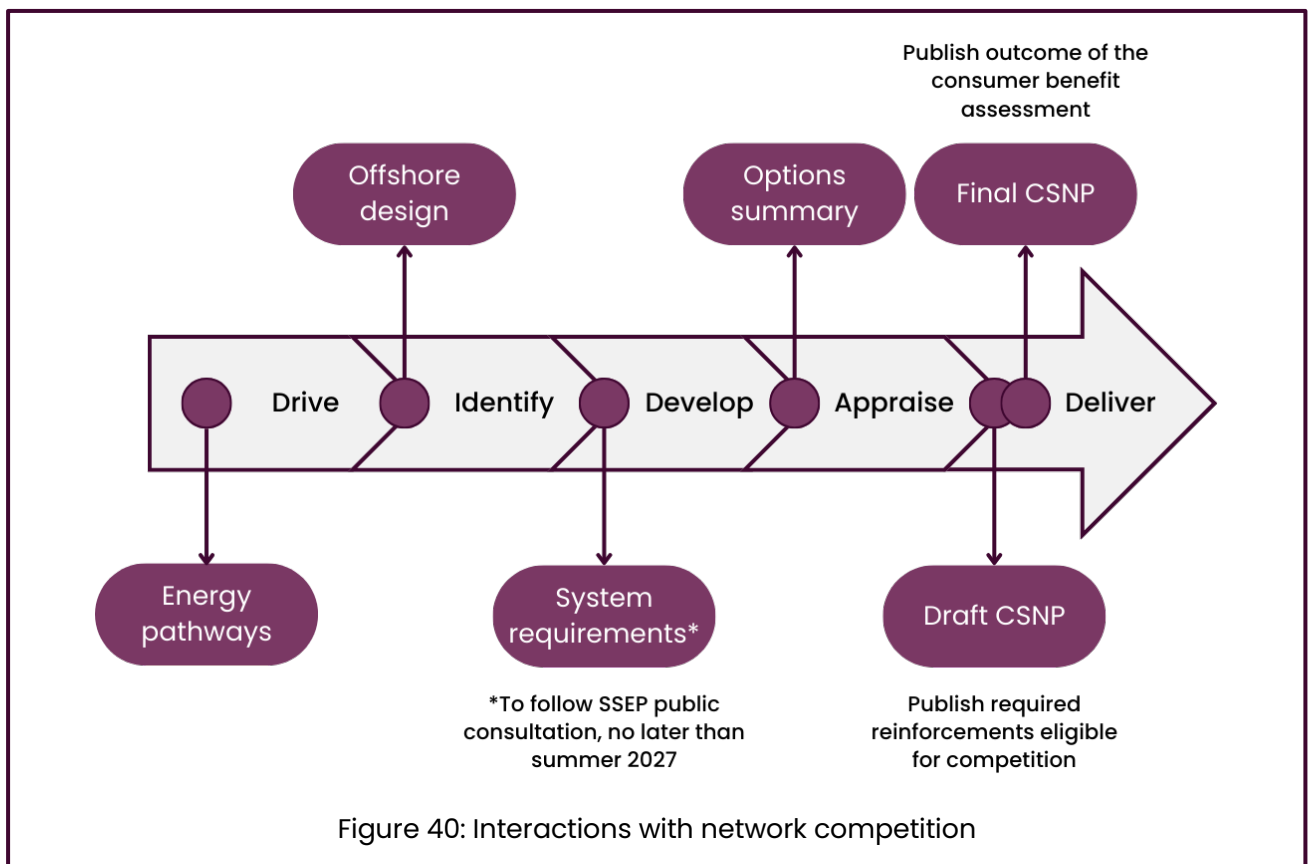 Publish outcome of the
consumer benefit
assessment
Offshore
design
Options
summary
Final CSNP
Drive
Identify
Develop
Appraise
Deliver
Energy
pathways
System
requirements*
Draft CSNP
*To follow SSEP public
consultation, no later than
summer 2027
Publish required
reinforcements eligible
for competition
Figure 40: Interactions with network competition